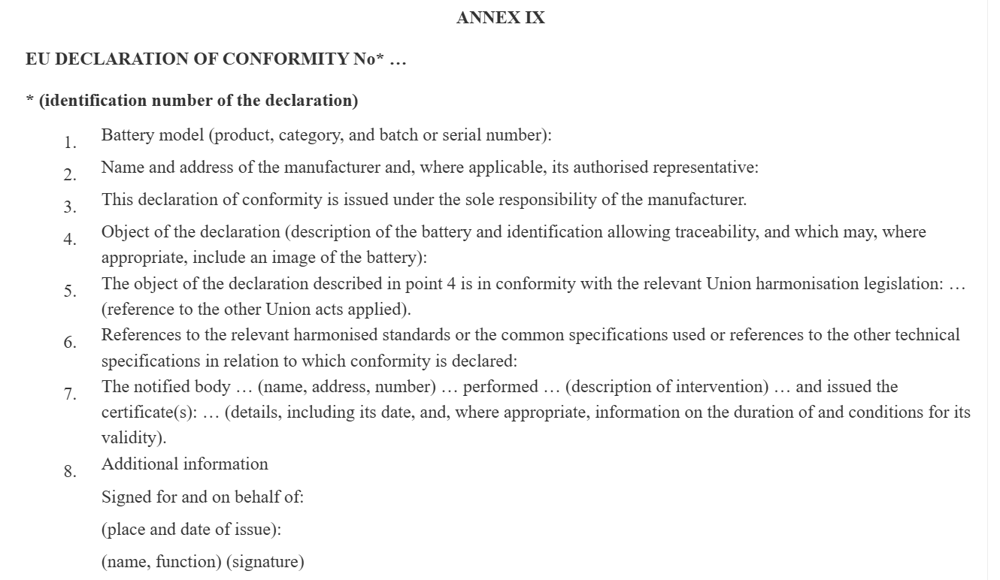 ANNEX IX
EU DECLARATION OF CONFORMITY No* …
* (identification number of the declaration)
1. Battery model (product, category, and batch or serial number):
2. Name and address of the manufacturer and, where applicable, its authorised representative:
3. This declaration of conformity is issued under the sole responsibility of the manufacturer.
4. Object of the declaration (description of the battery and identification allowing traceability, and which may, where
appropriate, include an image of the battery):
5. The object of the declaration described in point 4 is in conformity with the relevant Union harmonisation legislation: …
(reference to the other Union acts applied).
6. References to the relevant harmonised standards or the common specifications used or references to the other technical
specifications in relation to which conformity is declared:
7. The notified body … (name, address, number) … performed … (description of intervention) … and issued the
certificate(s): … (details, including its date, and, where appropriate, information on the duration of and conditions for its
validity).
8. Additional information
Signed for and on behalf of:
(place and date of issue):
(name, function) (signature)